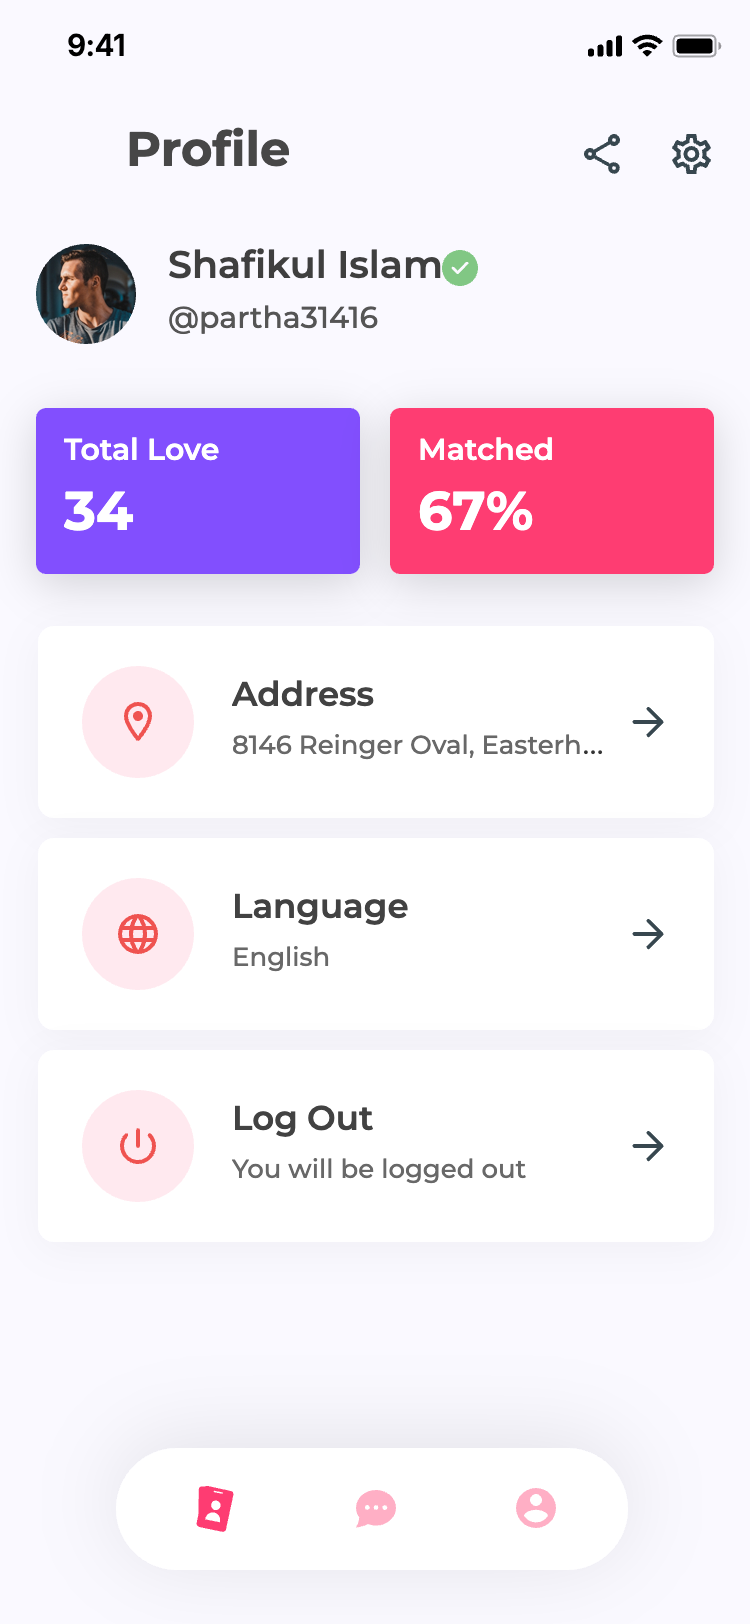 9:41
Profile
Shafikul Islam
@partha31416
Total Love
34
Matched
67%
Address
8146 Reinger Oval, Easterh...
Language
English
Log Out
You will be logged out